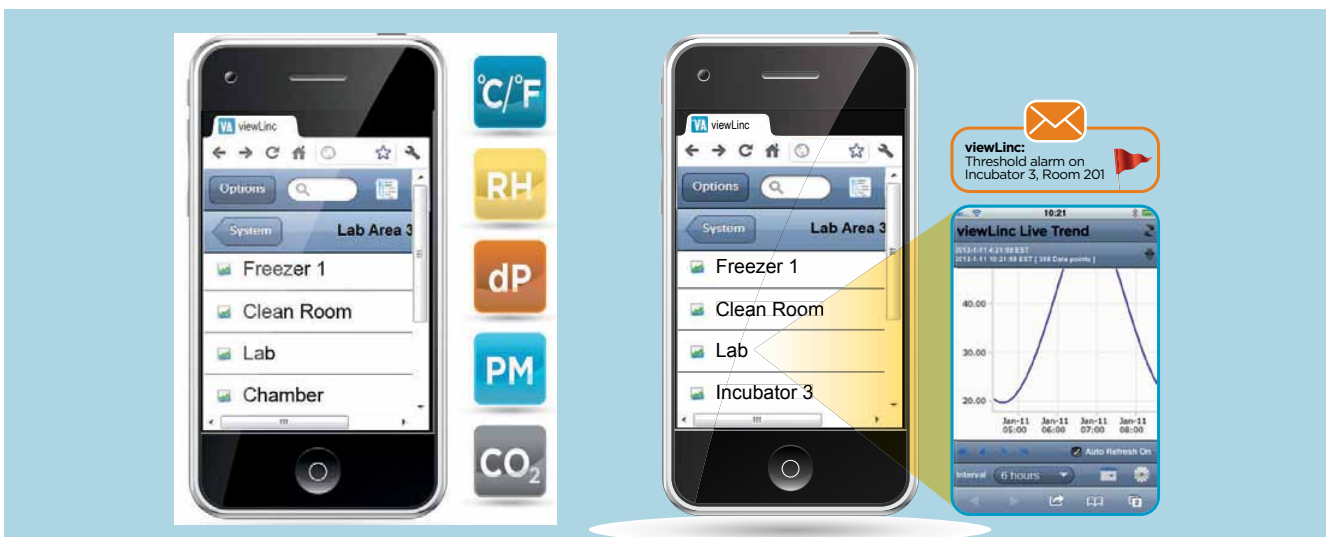 VA viewLinc
Options
System
Lab Area 3
Freezer 1
Clean Room
Lab
Chamber
°C/°F
RH
dP
PM
CO₂
VA viewLinc
Options
System
Lab Area 3
Freezer 1
Clean Room
Lab
Incubator 3
viewLinc:
Threshold alarm on
Incubator 3, Room 201
10:21
viewLinc Live Trend
40.00
30.00
20.00
Jan-11 Jan-11 Jan-11 Jan-11
05:00 06:00 07:00 08:00
Auto Refresh On
Interval 6 hours